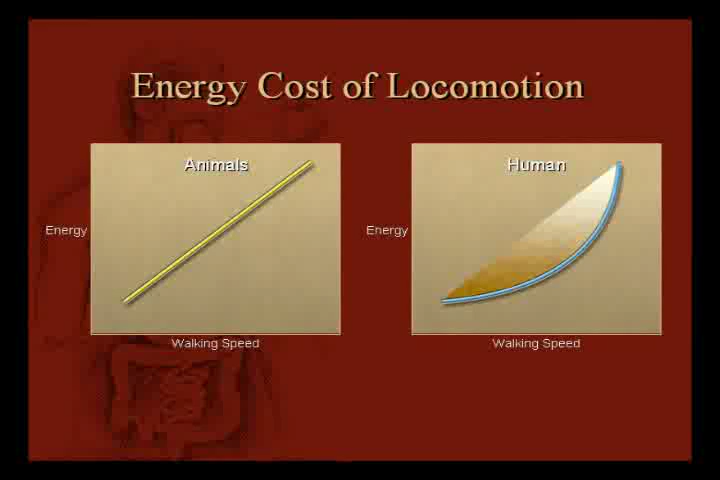 Energy Cost of Locomotion
Animals
Energy
Walking Speed
Human
Energy
Walking Speed